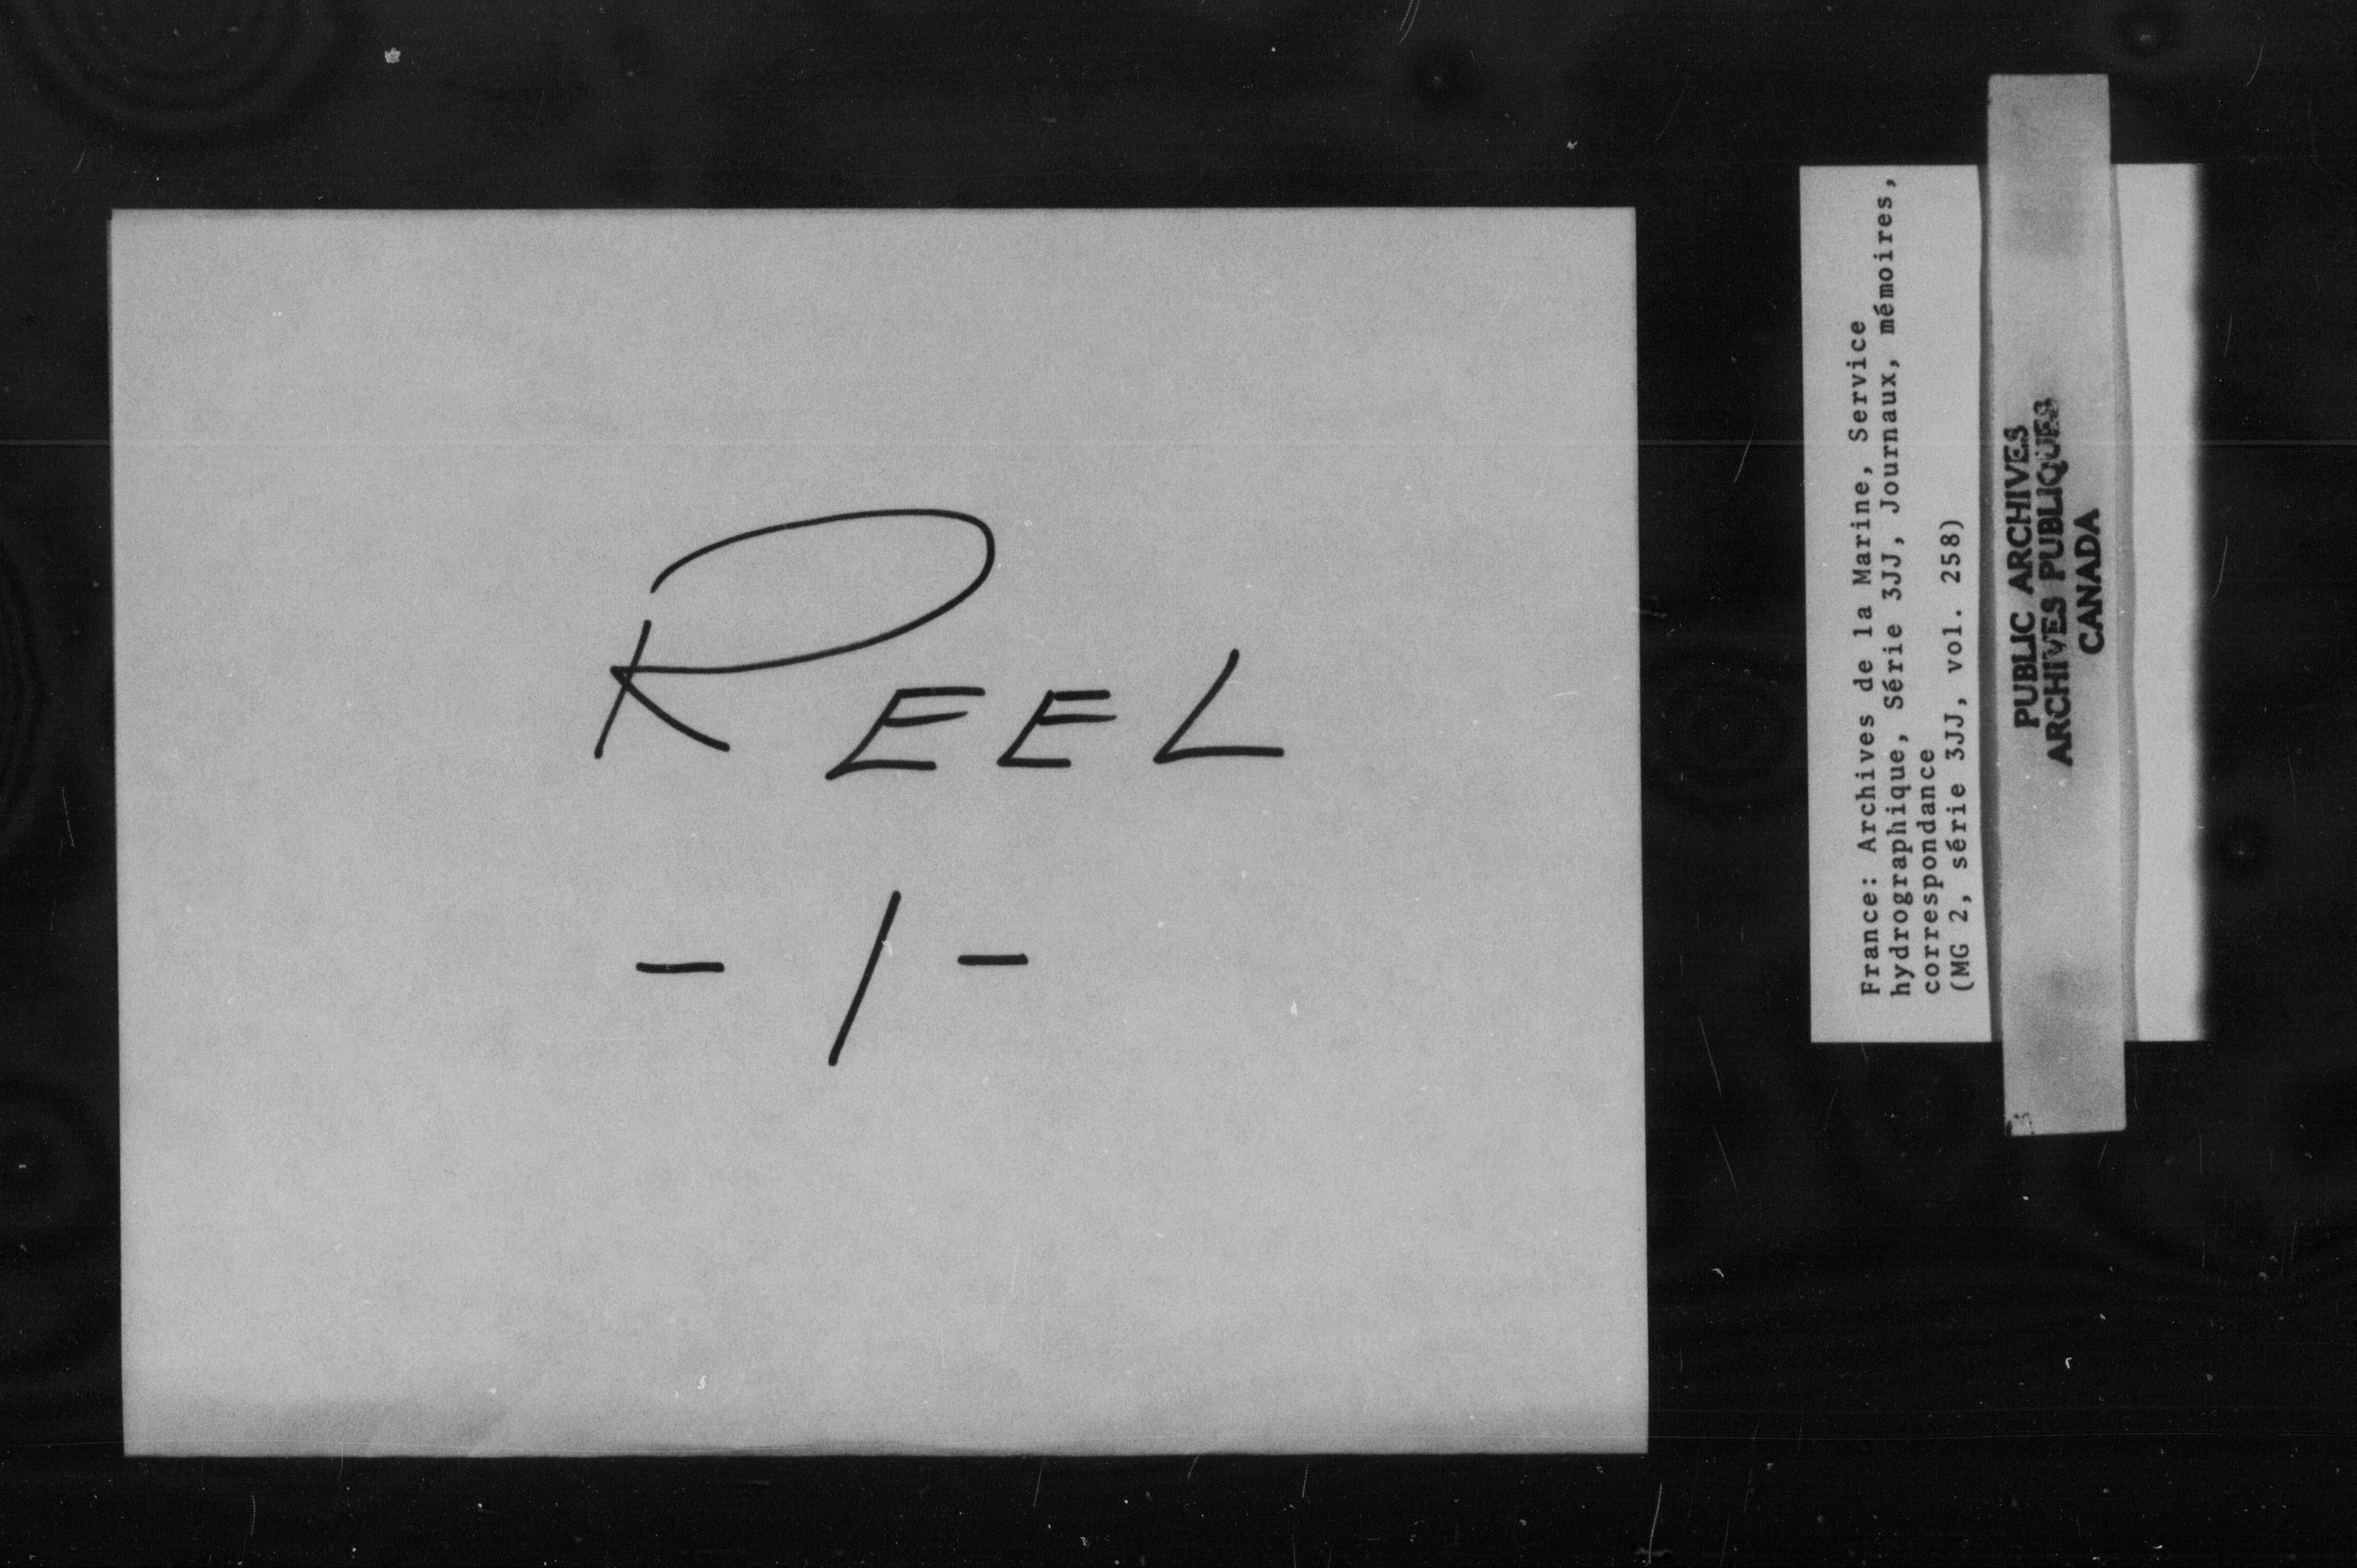 REEL
- 1 -
France: Archives de la Marine, Service
hydrographique, Série 3JJ, Journaux, mémoires,
correspondance
(MG 2, série 3JJ, vol. 258)
PUBLIC ARCHIVES
ARCHIVES PUBLIQUES
CANADA